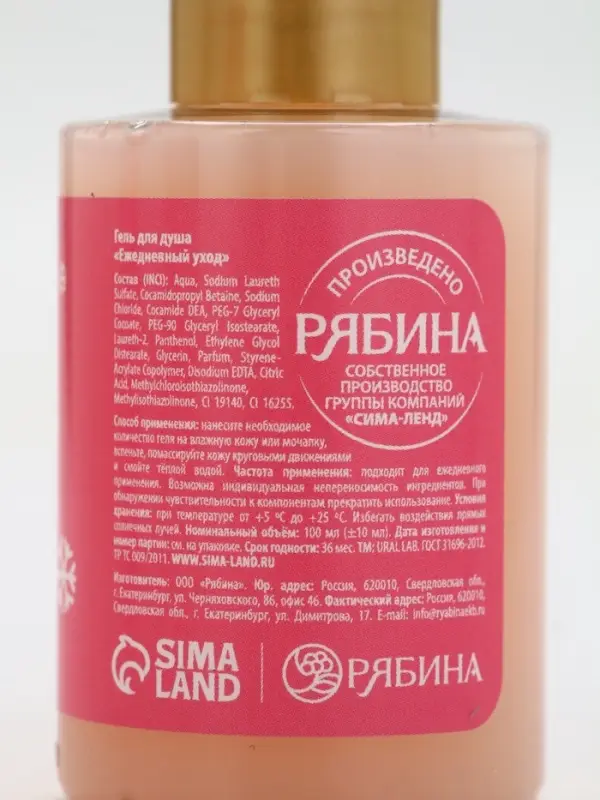 Гель для душа
«Ежедневный уход»
Состав (INCI): Aqua, Sodium Laureth
Sulfate, Cocamidopropyl Betaine, Sodium
Chloride, Cocamide DEA, PEG-7 Glyceryl
Cocoate, PEG-90 Glyceryl Isostearate,
Laureth-2, Panthenol, Ethylene Glycol
Distearate, Glycerin, Parfum, Styrene-
Acrylate Copolymer, Disodium EDTA, Citric
Acid, Methylchloroisothiazolinone,
Methylisothiazolinone, CI 19140, CI 16255.
ПРОИЗВЕДЕНО
РЯБИНА
СОБСТВЕННОЕ
ПРОИЗВОДСТВО
ГРУППЫ КОМПАНИЙ
«СИМА-ЛЕНД»
Способ применения: нанесите необходимое
количество геля на влажную кожу или мочалку,
вспеньте, помассируйте кожу круговыми движениями
и смойте тёплой водой. Частота применения: подходит для ежедневного
применения. Возможна индивидуальная непереносимость ингредиентов. При
обнаружении чувствительности к компонентам прекратить использование. Условия
хранения: при температуре от +5 ºС до +25 ºС. Избегать воздействия прямых
солнечных лучей. Номинальный объём: 100 мл (±10 мл). Дата изготовления и
номер партии: см. на упаковке. Срок годности: 36 мес. ТМ: URAL LAB. ГОСТ 31696-2012.
ТР ТС 009/2011. WWW.SIMA-LAND.RU
Изготовитель: ООО «Рябина». Юр. адрес: Россия, 620010, Свердловская обл.,
г. Екатеринбург, ул. Черняховского, 86, офис 46. Фактический адрес: Россия, 620010,
Свердловская обл., г. Екатеринбург, ул. Димитрова, 17. E-mail: info@ryabinaekb.ru
SIMA
LAND
РЯБИНА